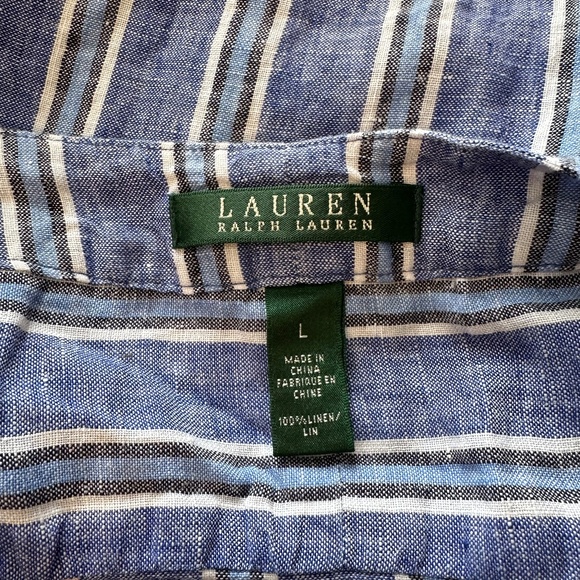 LAUREN
RALPH LAUREN
L
MADE IN
CHINA
FABRIQUE EN
CHINE
100% LINEN/
LIN